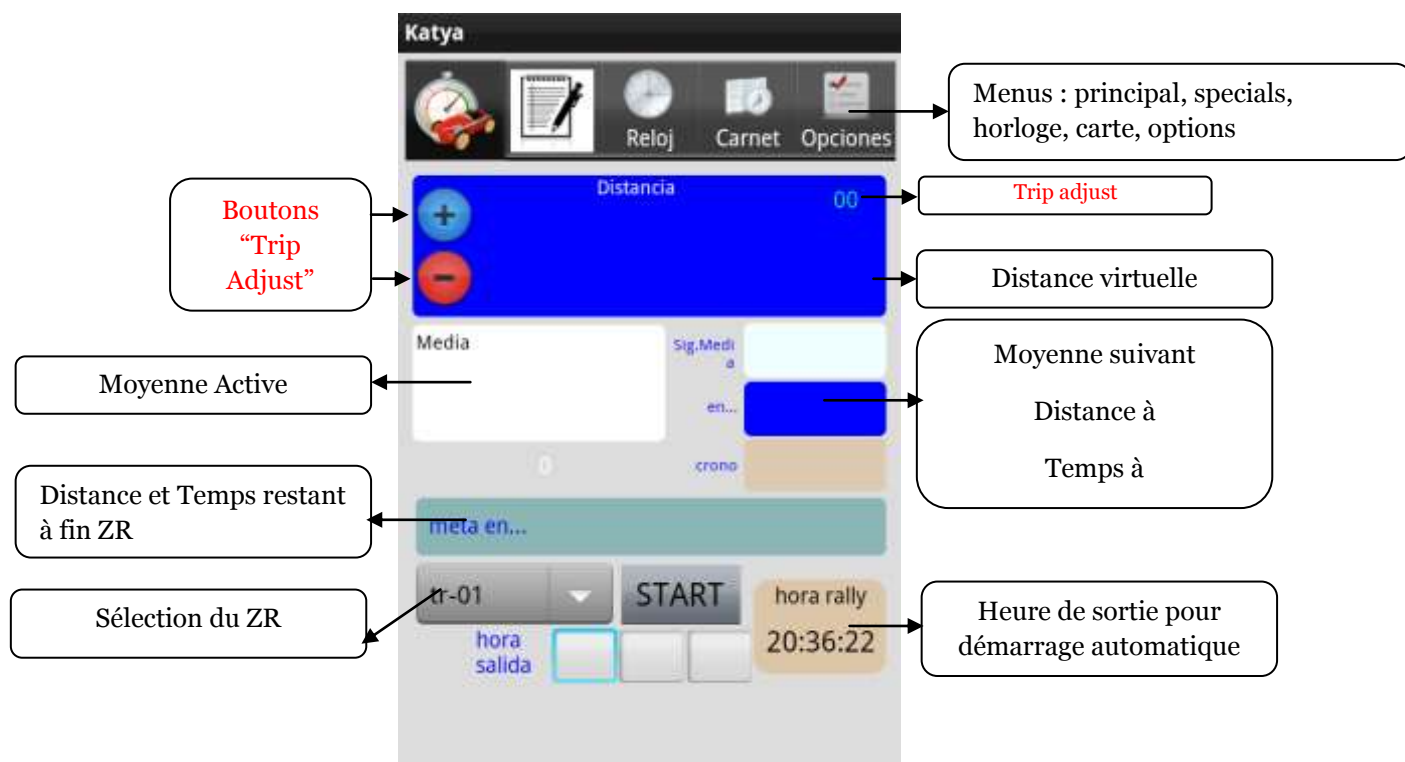 Katya
Reloj
Carnet
Opciones
Menus : principal, specials,
horloge, carte, options
Boutons
“Trip
Adjust”
Distancia
00
Trip adjust
Distance virtuelle
Media
Sig.Medi
a
en...
crono
0
Moyenne Active
Moyenne suivant
Distance à
Temps à
Distance et Temps restant
à fin ZR
meta en...
tr-01
START
hora rally
20:36:22
hora
salida
Sélection du ZR
Heure de sortie pour
démarrage automatique